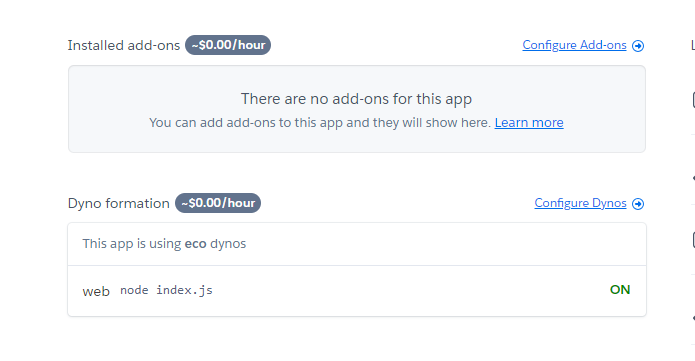 Installed add-ons ~$0.00/hour Configure Add-ons
There are no add-ons for this app
You can add add-ons to this app and they will show here. Learn more
Dyno formation ~$0.00/hour Configure Dynos
This app is using eco dynos
web node index.js ON